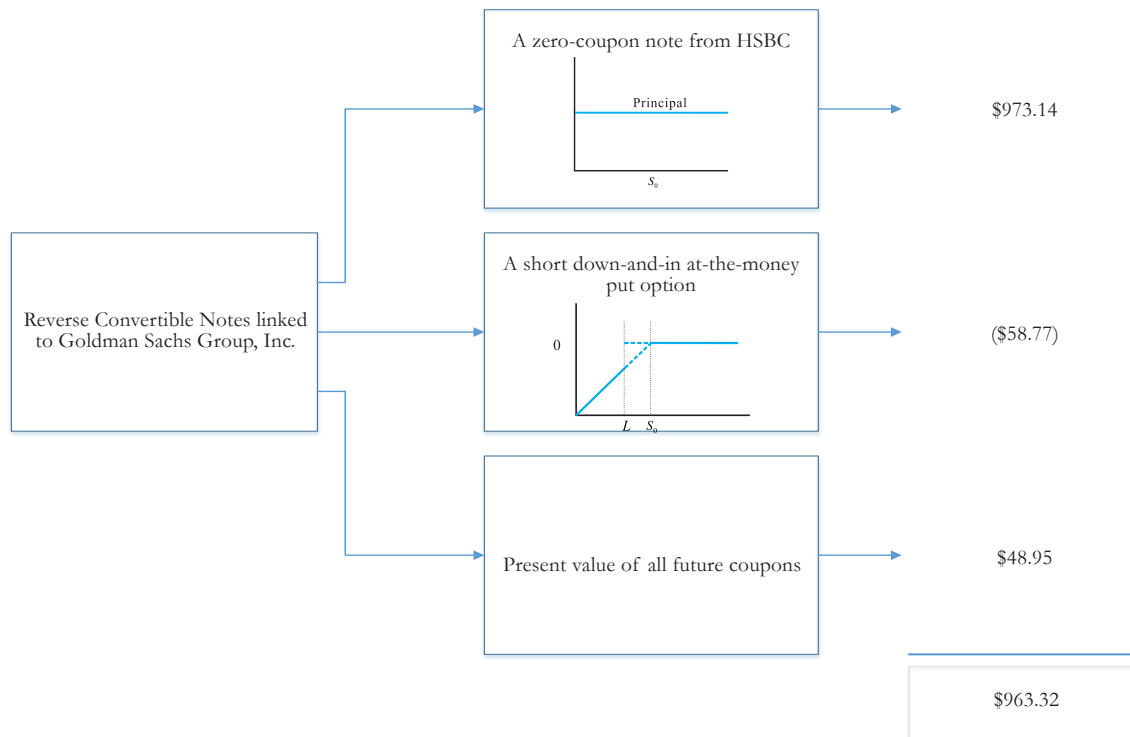 A zero-coupon note from HSBC
Principal
S₀
$973.14
Reverse Convertible Notes linked
to Goldman Sachs Group, Inc.
A short down-and-in at-the-money
put option
0
L S₀
($58.77)
Present value of all future coupons
$48.95
$963.32